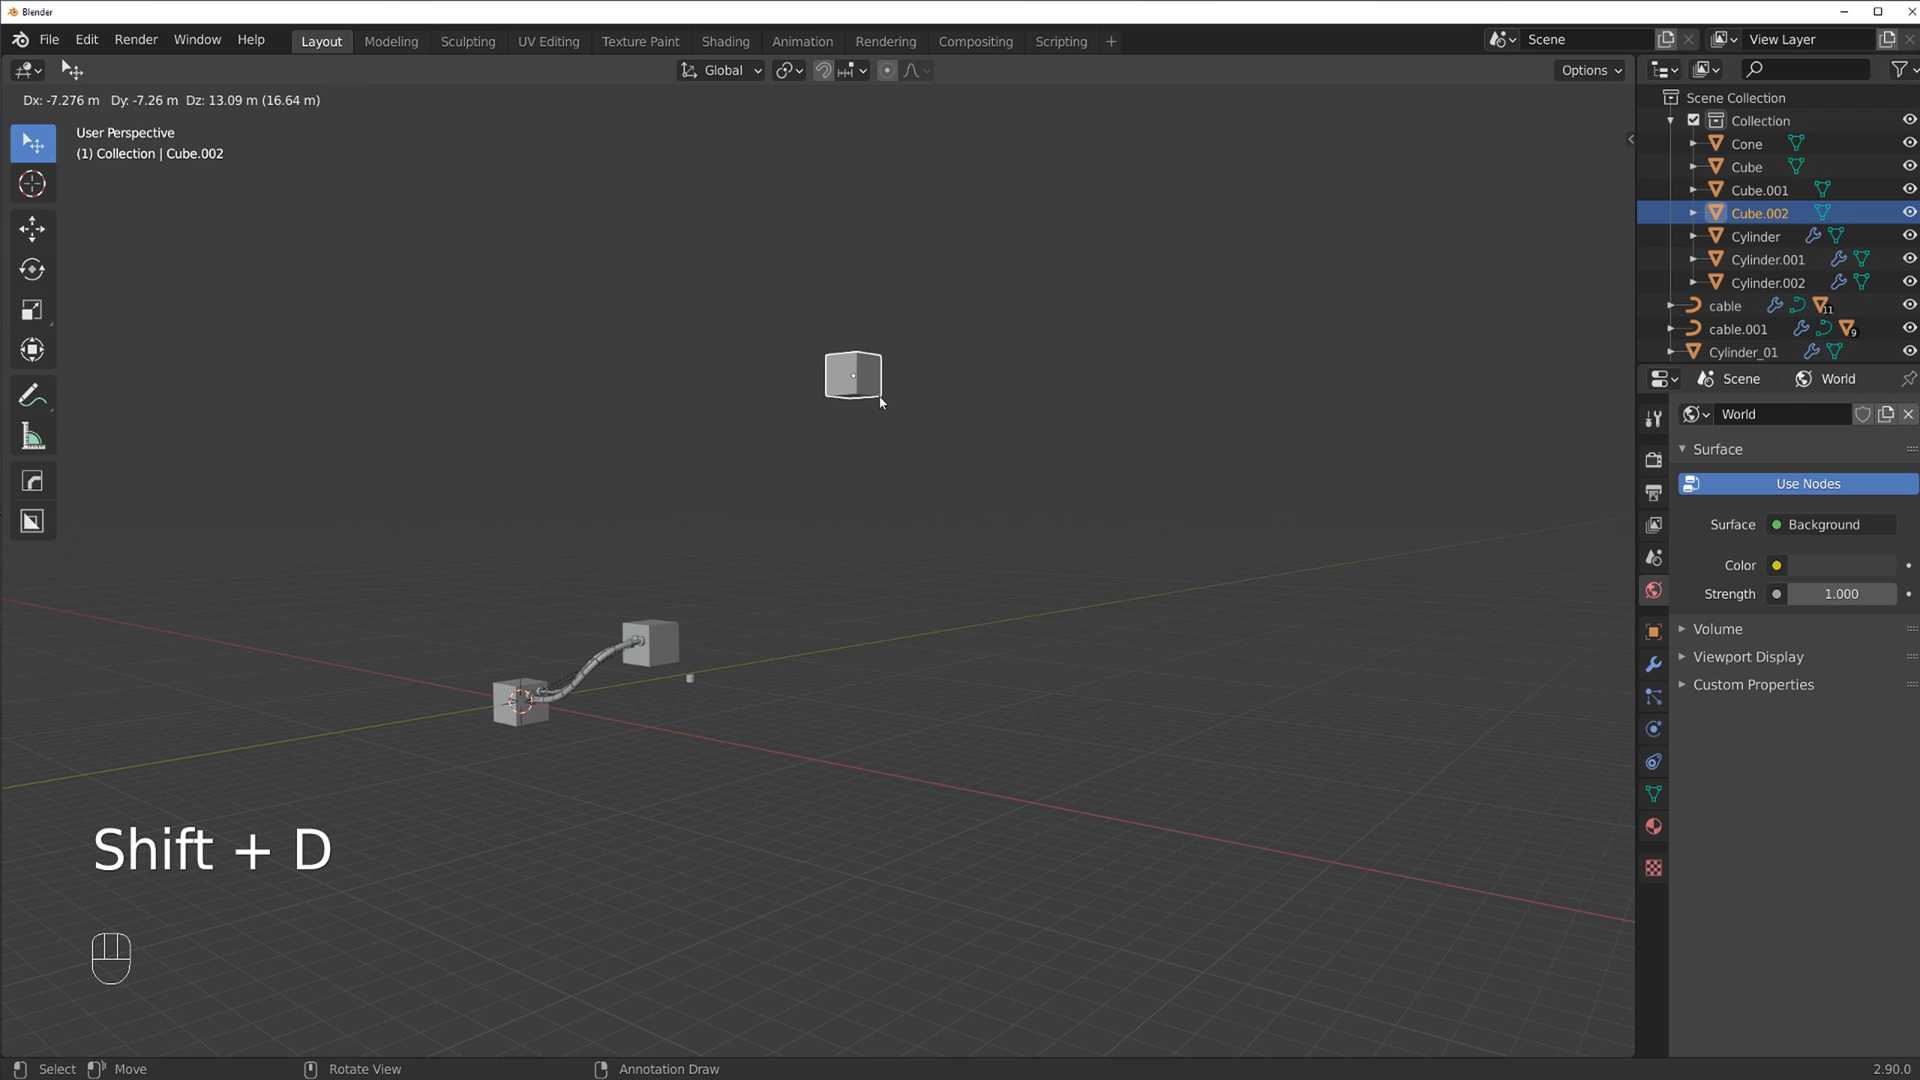 Blender
File Edit Render Window Help Layout Modeling Sculpting UV Editing Texture Paint Shading Animation Rendering Compositing Scripting + Scene View Layer
Global Options
Dx: -7.276 m Dy: -7.26 m Dz: 13.09 m (16.64 m)
User Perspective
(1) Collection | Cube.002
Scene Collection
Collection
Cone
Cube
Cube.001
Cube.002
Cylinder
Cylinder.001
Cylinder.002
cable 11
cable.001 9
Cylinder_01
Scene World
World
Surface
Use Nodes
Surface Background
Color
Strength 1.000
Volume
Viewport Display
Custom Properties
Shift + D
Select Move Rotate View Annotation Draw 2.90.0